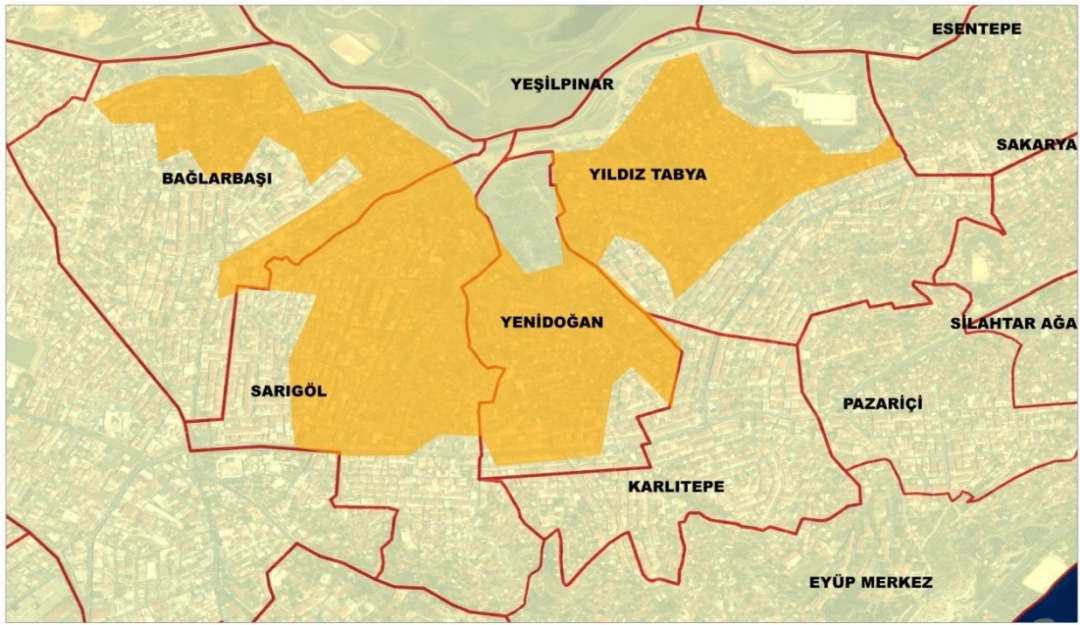 ESENTEPE
YEŞİLPINAR
SAKARYA
YILDIZ TABYA
BAĞLARBAŞI
YENİDOĞAN
SİLAHTAR AĞA
SARIGÖL
PAZARİÇİ
KARLITEPE
EYÜP MERKEZ